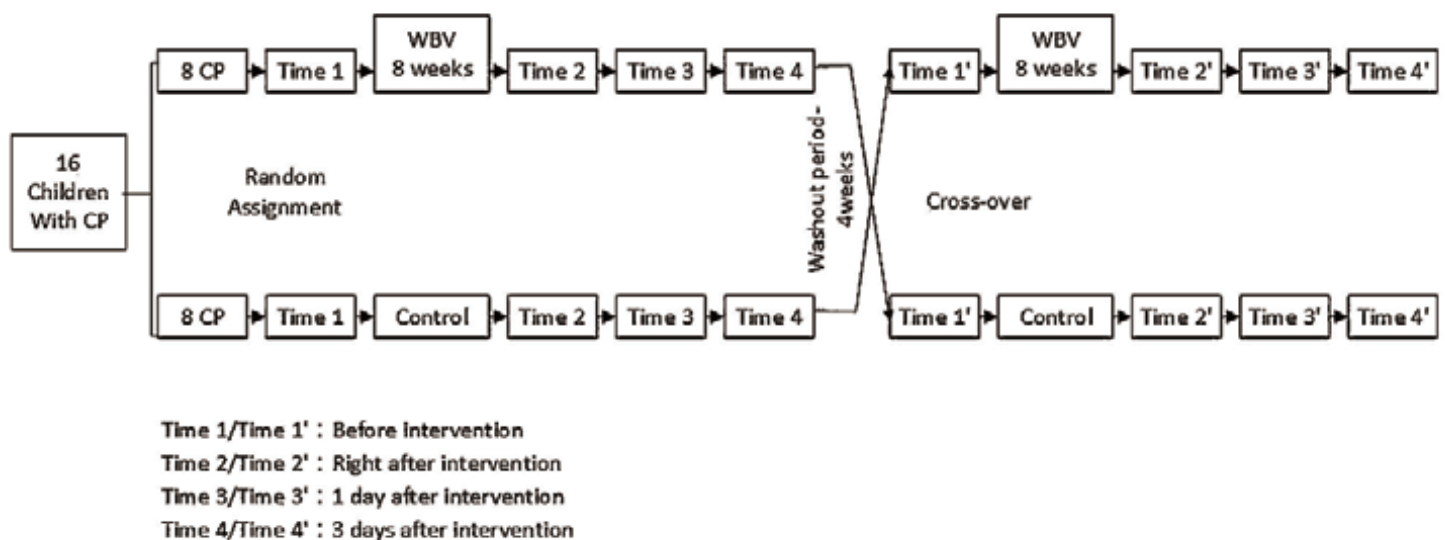 16
Children
With CP
8 CP
Time 1
WBV
8 weeks
Time 2
Time 3
Time 4
Washout period-
4weeks
Time 1'
WBV
8 weeks
Time 2'
Time 3'
Time 4'
Random
Assignment
Cross-over
8 CP
Time 1
Control
Time 2
Time 3
Time 4
Time 1'
Control
Time 2'
Time 3'
Time 4'
Time 1/Time 1' : Before intervention
Time 2/Time 2' : Right after intervention
Time 3/Time 3' : 1 day after intervention
Time 4/Time 4' : 3 days after intervention